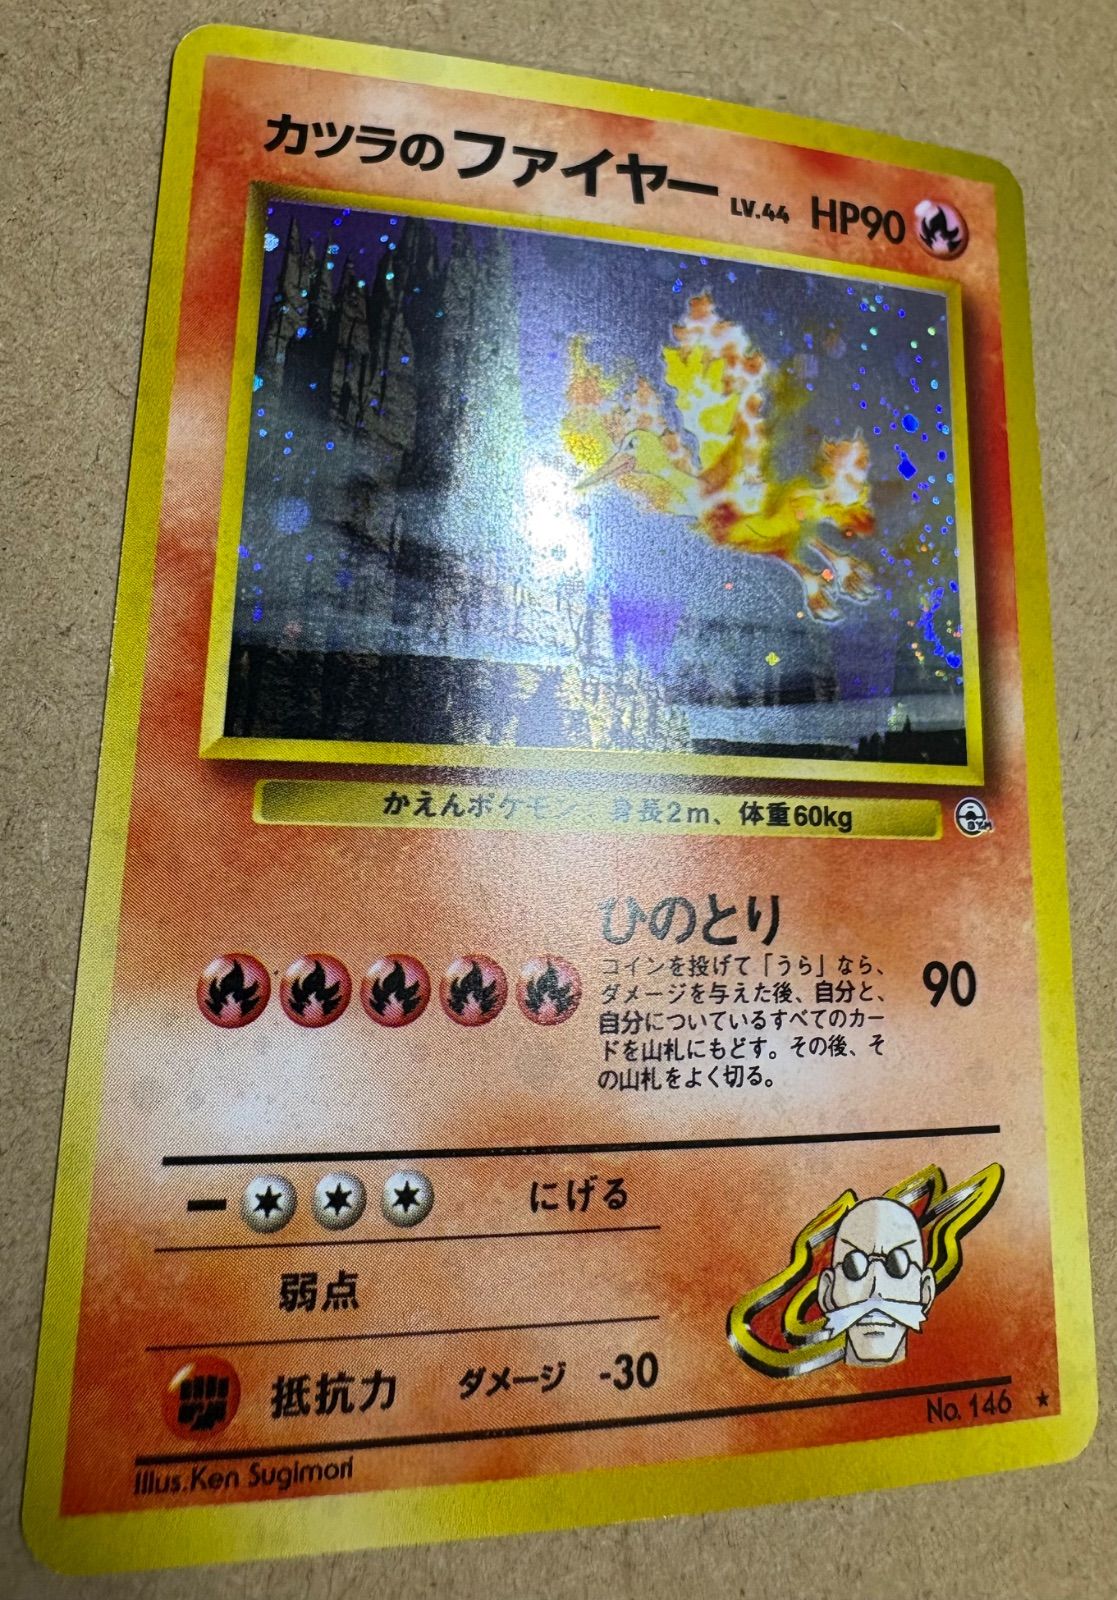 カツラのファイヤー LV.44 HP90
かえんポケモン 身長2m、体重60kg
GYM
ひのとり
コインを投げて「うら」なら、
ダメージを与えた後、自分と、
自分についているすべてのカー
ドを山札にもどす。その後、そ
の山札をよく切る。
90
にげる
弱点
抵抗力 ダメージ -30
No. 146 ★
Illus.Ken Sugimori